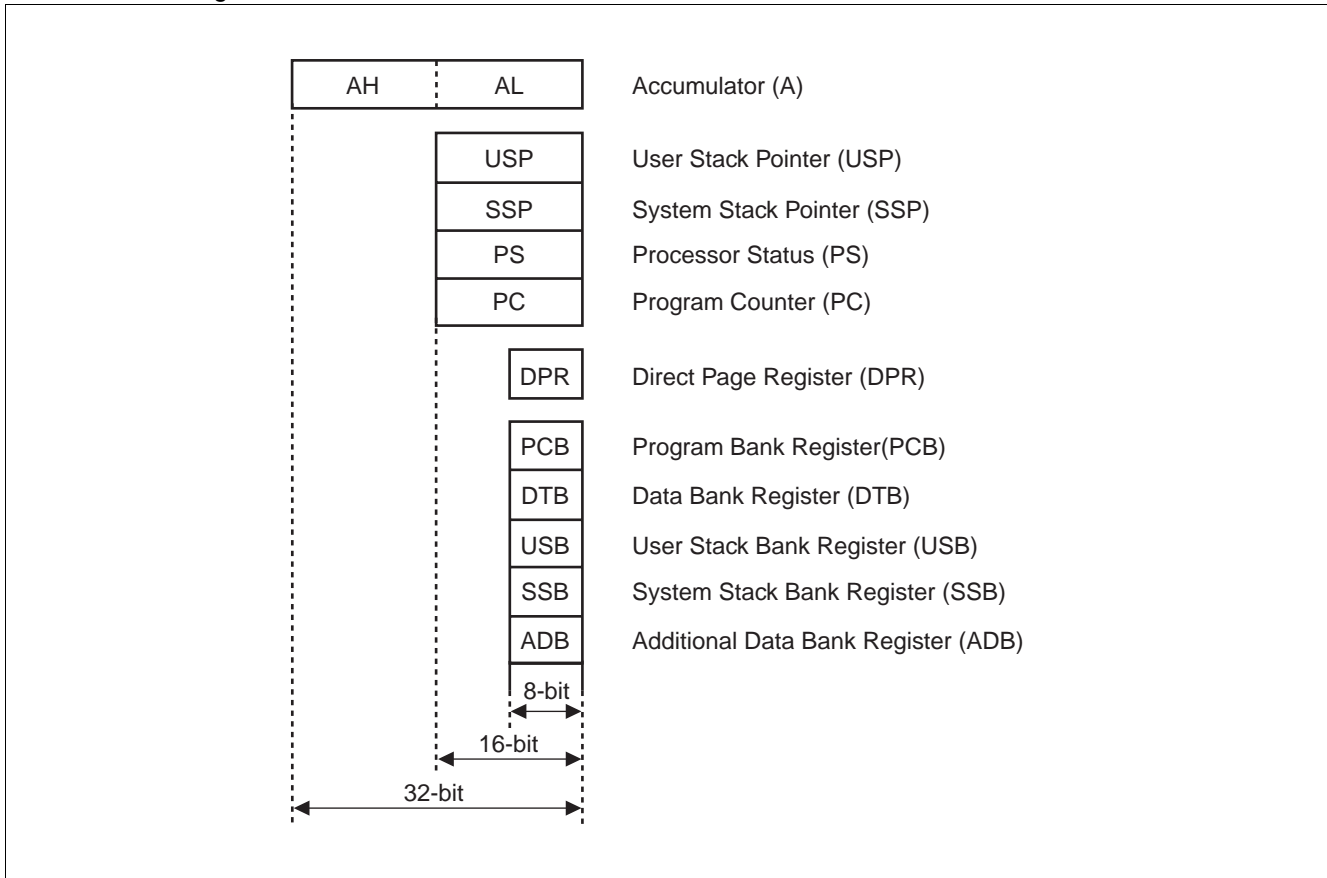 AH AL Accumulator (A)
USP User Stack Pointer (USP)
SSP System Stack Pointer (SSP)
PS Processor Status (PS)
PC Program Counter (PC)
DPR Direct Page Register (DPR)
PCB Program Bank Register(PCB)
DTB Data Bank Register (DTB)
USB User Stack Bank Register (USB)
SSB System Stack Bank Register (SSB)
ADB Additional Data Bank Register (ADB)
8-bit
16-bit
32-bit